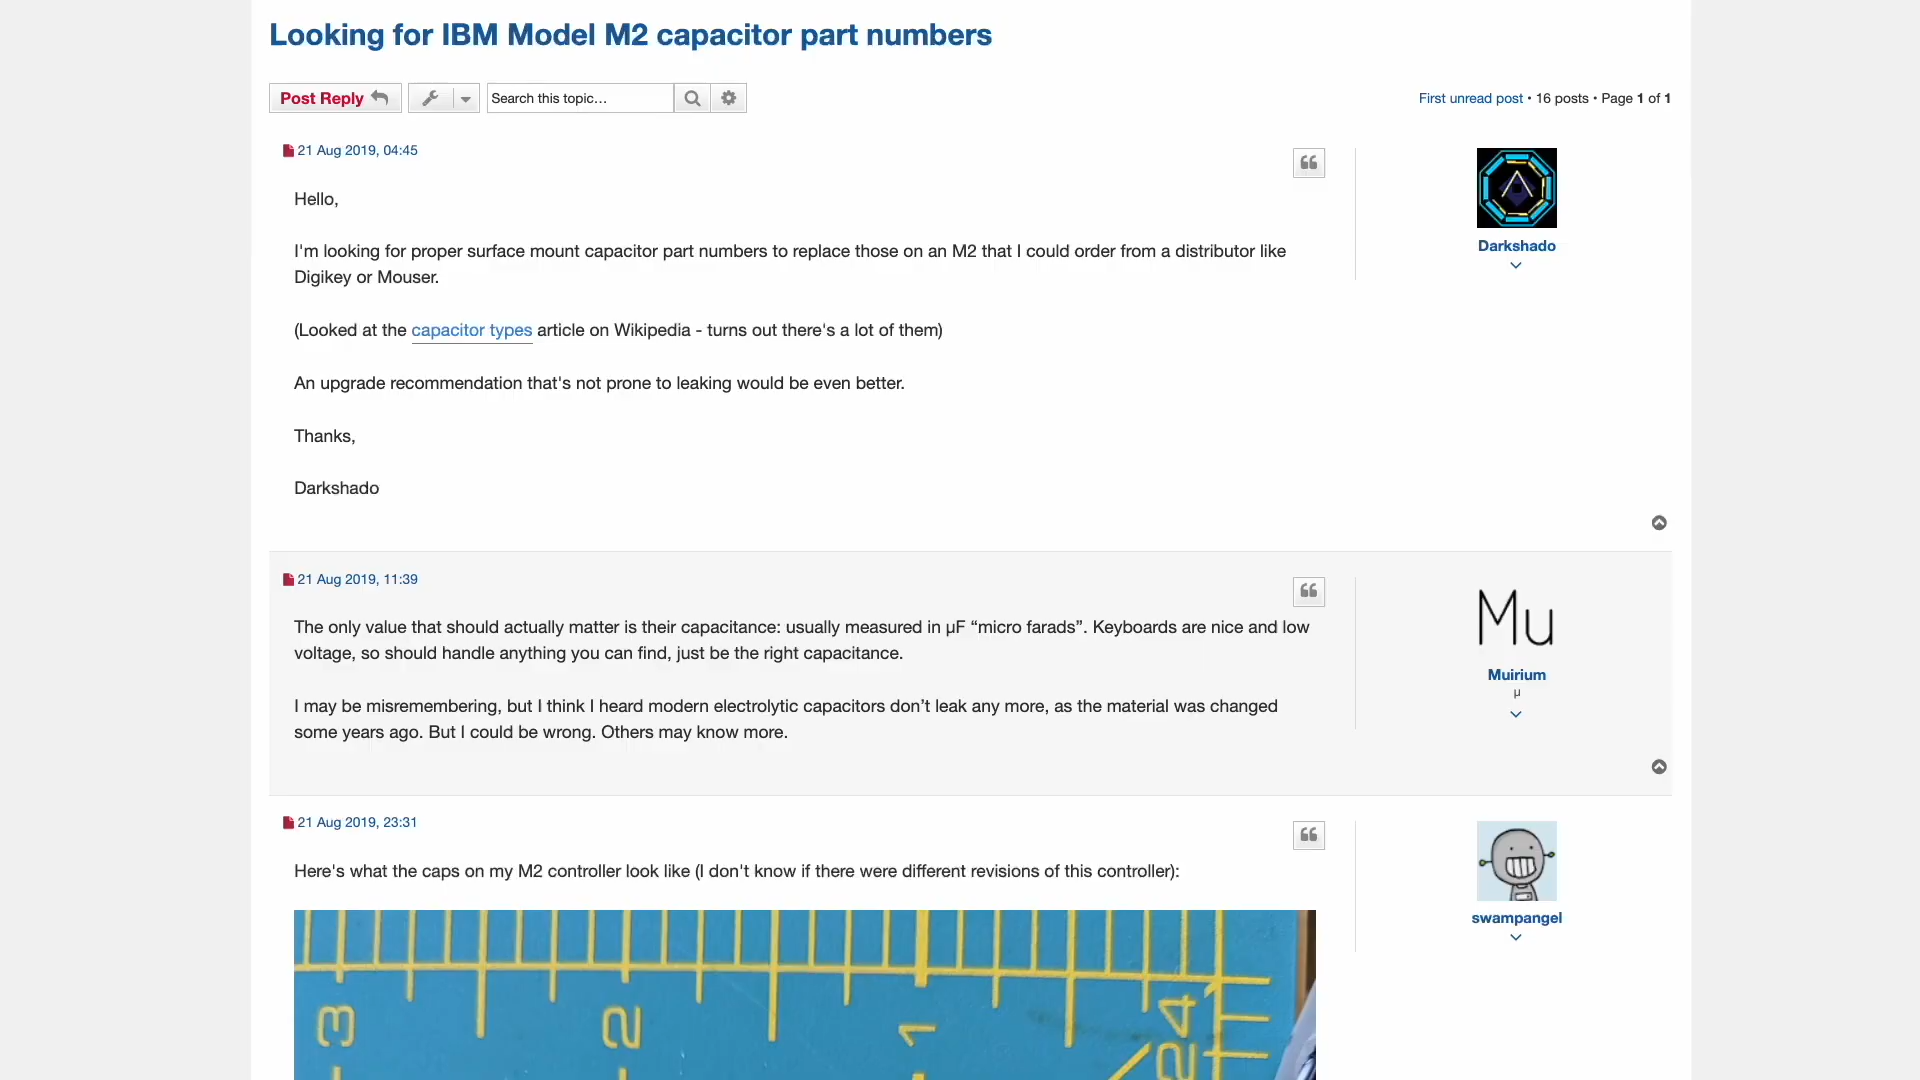 Looking for IBM Model M2 capacitor part numbers
Post Reply
Search this topic…
First unread post • 16 posts • Page 1 of 1
21 Aug 2019, 04:45
Hello,
I'm looking for proper surface mount capacitor part numbers to replace those on an M2 that I could order from a distributor like
Digikey or Mouser.
(Looked at the capacitor types article on Wikipedia - turns out there's a lot of them)
An upgrade recommendation that's not prone to leaking would be even better.
Thanks,
Darkshado
Darkshado
21 Aug 2019, 11:39
The only value that should actually matter is their capacitance: usually measured in µF “micro farads”. Keyboards are nice and low
voltage, so should handle anything you can find, just be the right capacitance.
I may be misremembering, but I think I heard modern electrolytic capacitors don’t leak any more, as the material was changed
some years ago. But I could be wrong. Others may know more.
Mu
Muirium
µ
21 Aug 2019, 23:31
Here's what the caps on my M2 controller look like (I don't know if there were different revisions of this controller):
3
2
1
24
swampangel